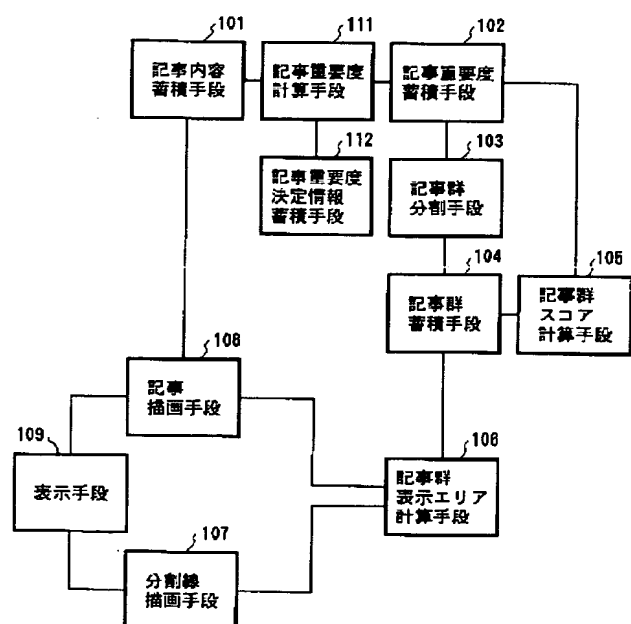 101
記事内容
蓄積手段
111
記事重要度
計算手段
102
記事重要度
蓄積手段
112
記事重要度
決定情報
蓄積手段
103
記事群
分割手段
104
記事群
蓄積手段
105
記事群
スコア
計算手段
108
記事
描画手段
109
表示手段
106
記事群
表示エリア
計算手段
107
分割線
描画手段